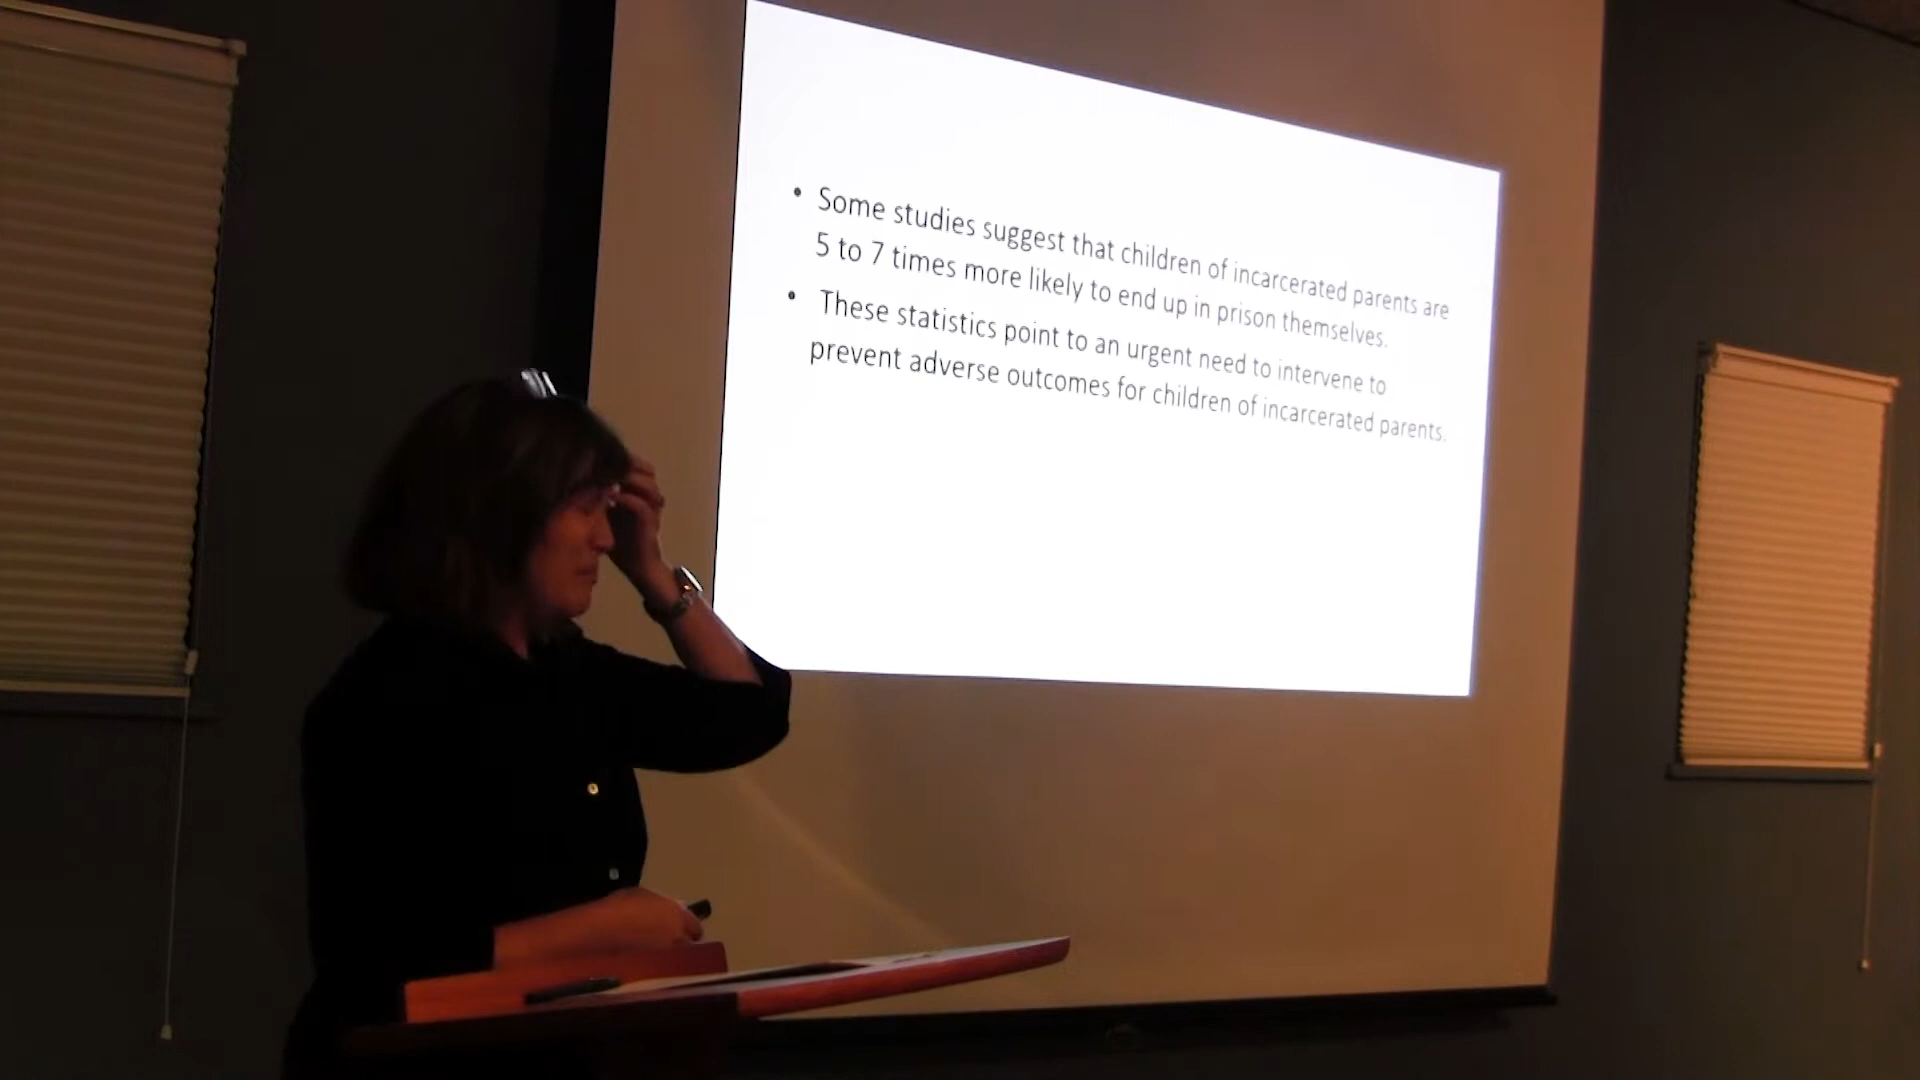 • Some studies suggest that children of incarcerated parents are
5 to 7 times more likely to end up in prison themselves.
• These statistics point to an urgent need to intervene to
prevent adverse outcomes for children of incarcerated parents.